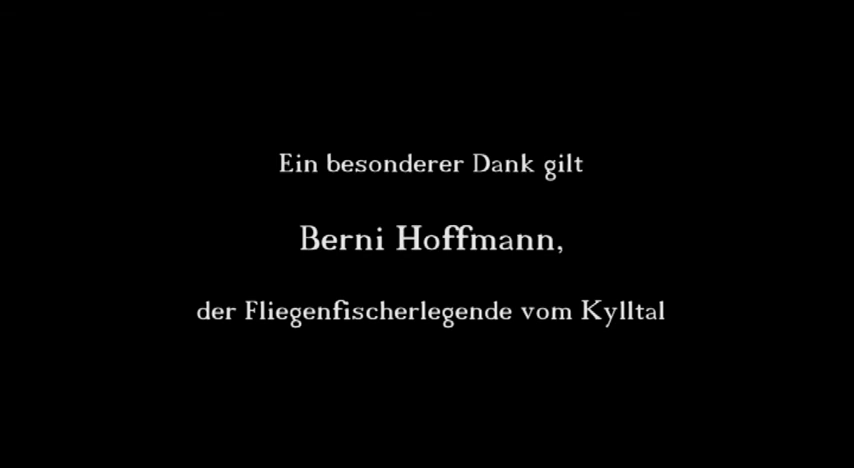 Ein besonderer Dank gilt
Berni Hoffmann,
der Fliegenfischerlegende vom Kylltal